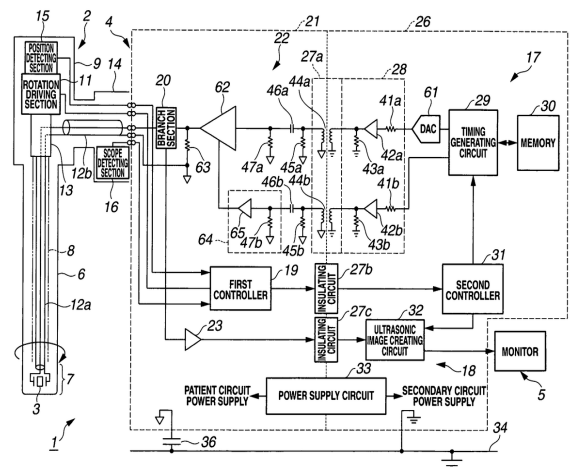 15
2
4
21
26
POSITION
DETECTING
SECTION
9
11
14
ROTATION
DRIVING
SECTION
20
BRANCH
SECTION
62
22
27a
44a
46a
28
41a
61
29
17
30
DAC
TIMING
GENERATING
CIRCUIT
MEMORY
63
47a
45a
43a
42a
12b
13
SCOPE
DETECTING
SECTION
16
46b
44b
41b
65
64
47b
45b
43b
42b
8
6
12a
19
FIRST
CONTROLLER
27b
INSULATING
CIRCUIT
31
SECOND
CONTROLLER
23
27c
INSULATING
CIRCUIT
32
ULTRASONIC
IMAGE CREATING
CIRCUIT
MONITOR
5
18
33
PATIENT CIRCUIT
POWER SUPPLY
POWER SUPPLY CIRCUIT
SECONDARY CIRCUIT
POWER SUPPLY
7
3
1
36
34